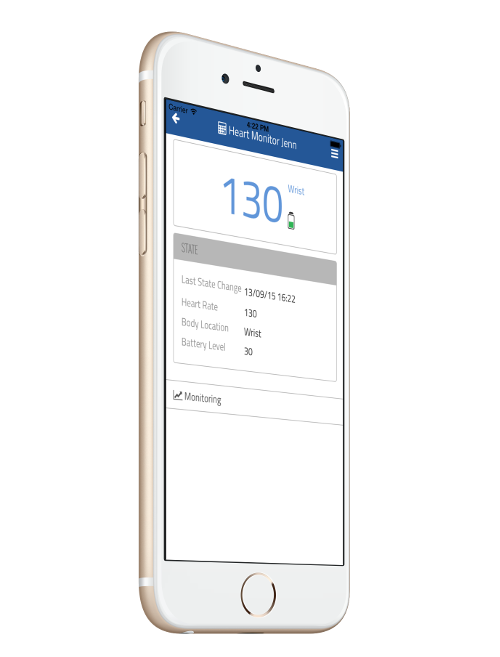 Carrier
4:22 PM
Heart Monitor Jenn
130
Wrist
STATE
Last State Change 13/09/15 16:22
Heart Rate 130
Body Location Wrist
Battery Level 30
Monitoring